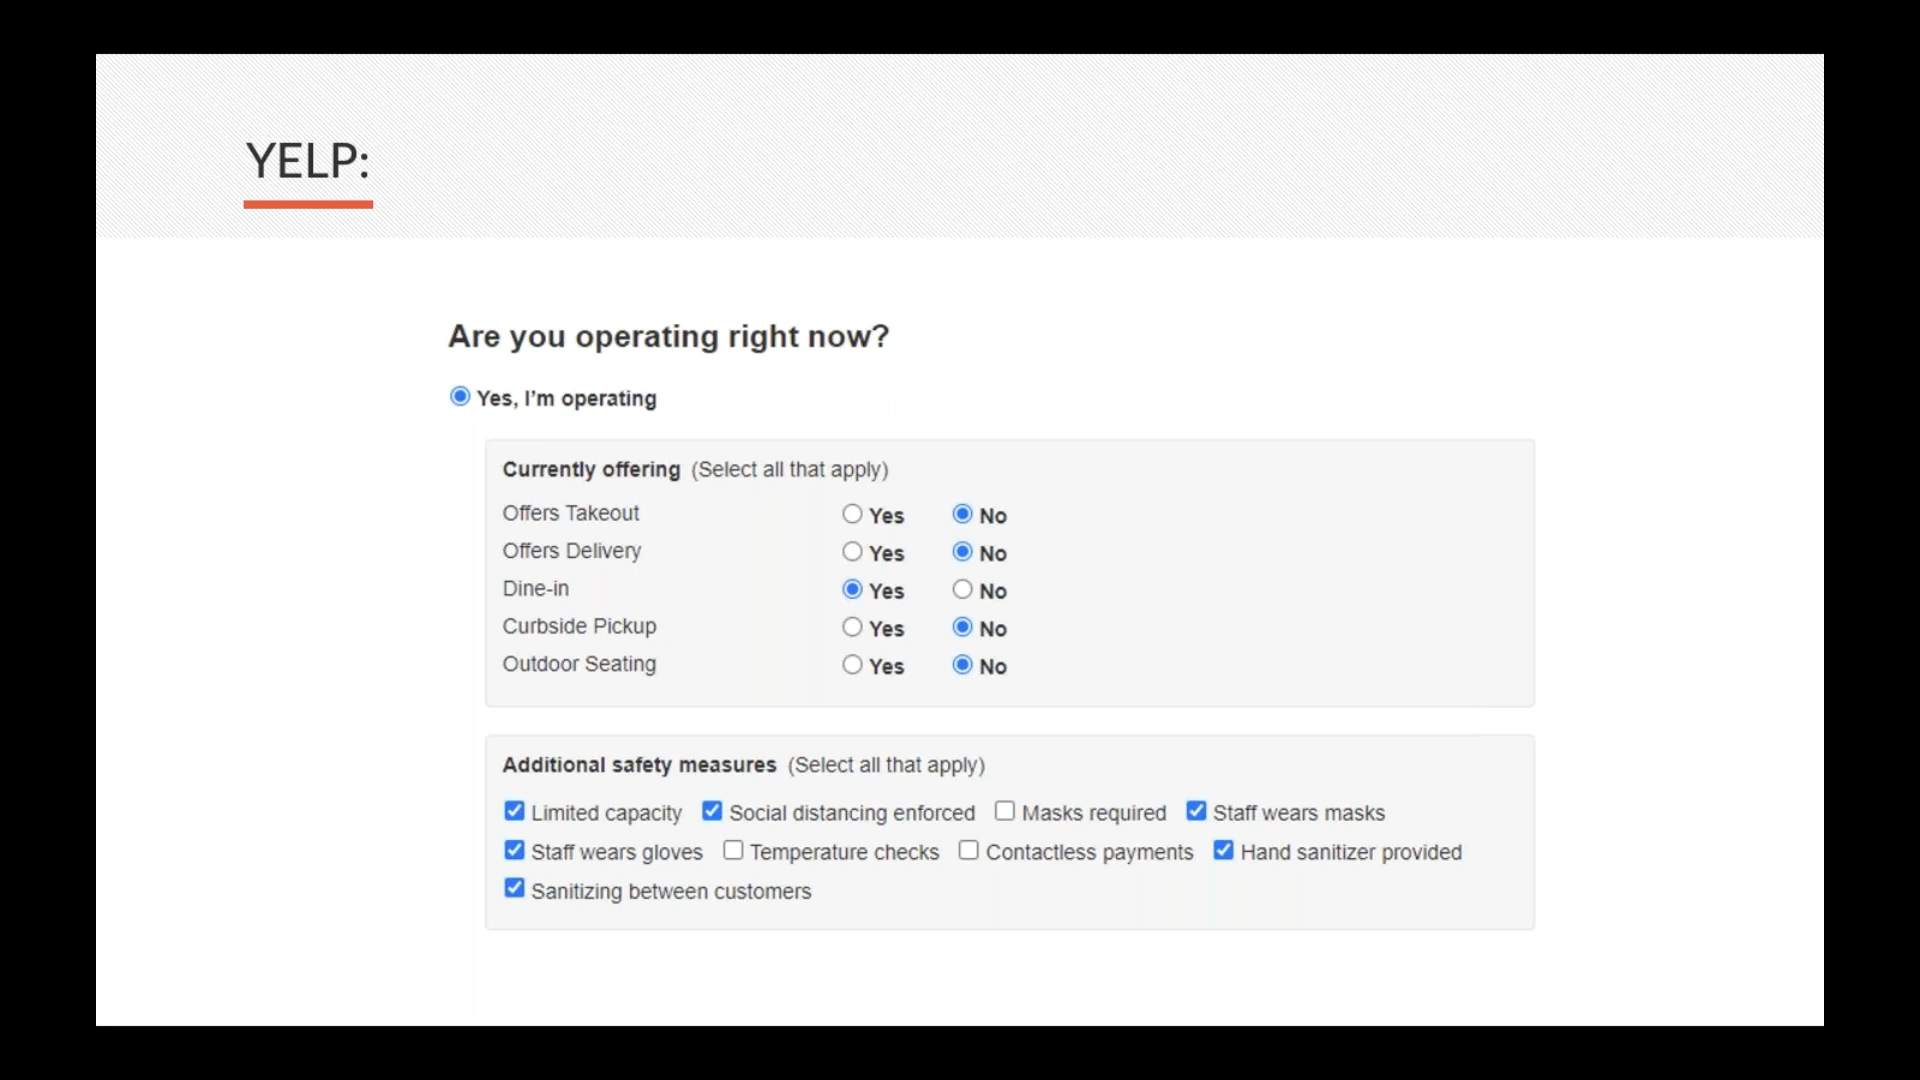 YELP:
Are you operating right now?
Yes, I'm operating
Currently offering (Select all that apply)
Offers Takeout Yes No
Offers Delivery Yes No
Dine-in Yes No
Curbside Pickup Yes No
Outdoor Seating Yes No
Additional safety measures (Select all that apply)
Limited capacity Social distancing enforced Masks required Staff wears masks
Staff wears gloves Temperature checks Contactless payments Hand sanitizer provided
Sanitizing between customers